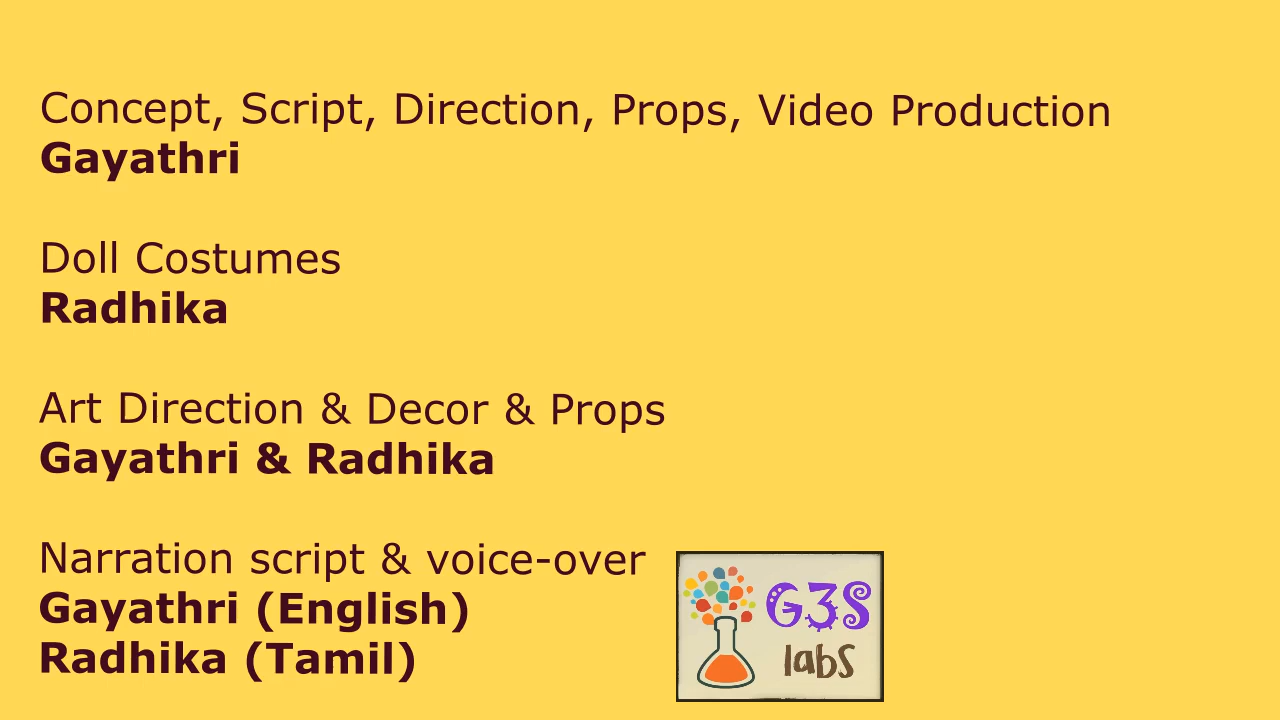 Concept, Script, Direction, Props, Video Production
Gayathri
Doll Costumes
Radhika
Art Direction & Decor & Props
Gayathri & Radhika
Narration script & voice-over
Gayathri (English)
Radhika (Tamil)
G3S
labs